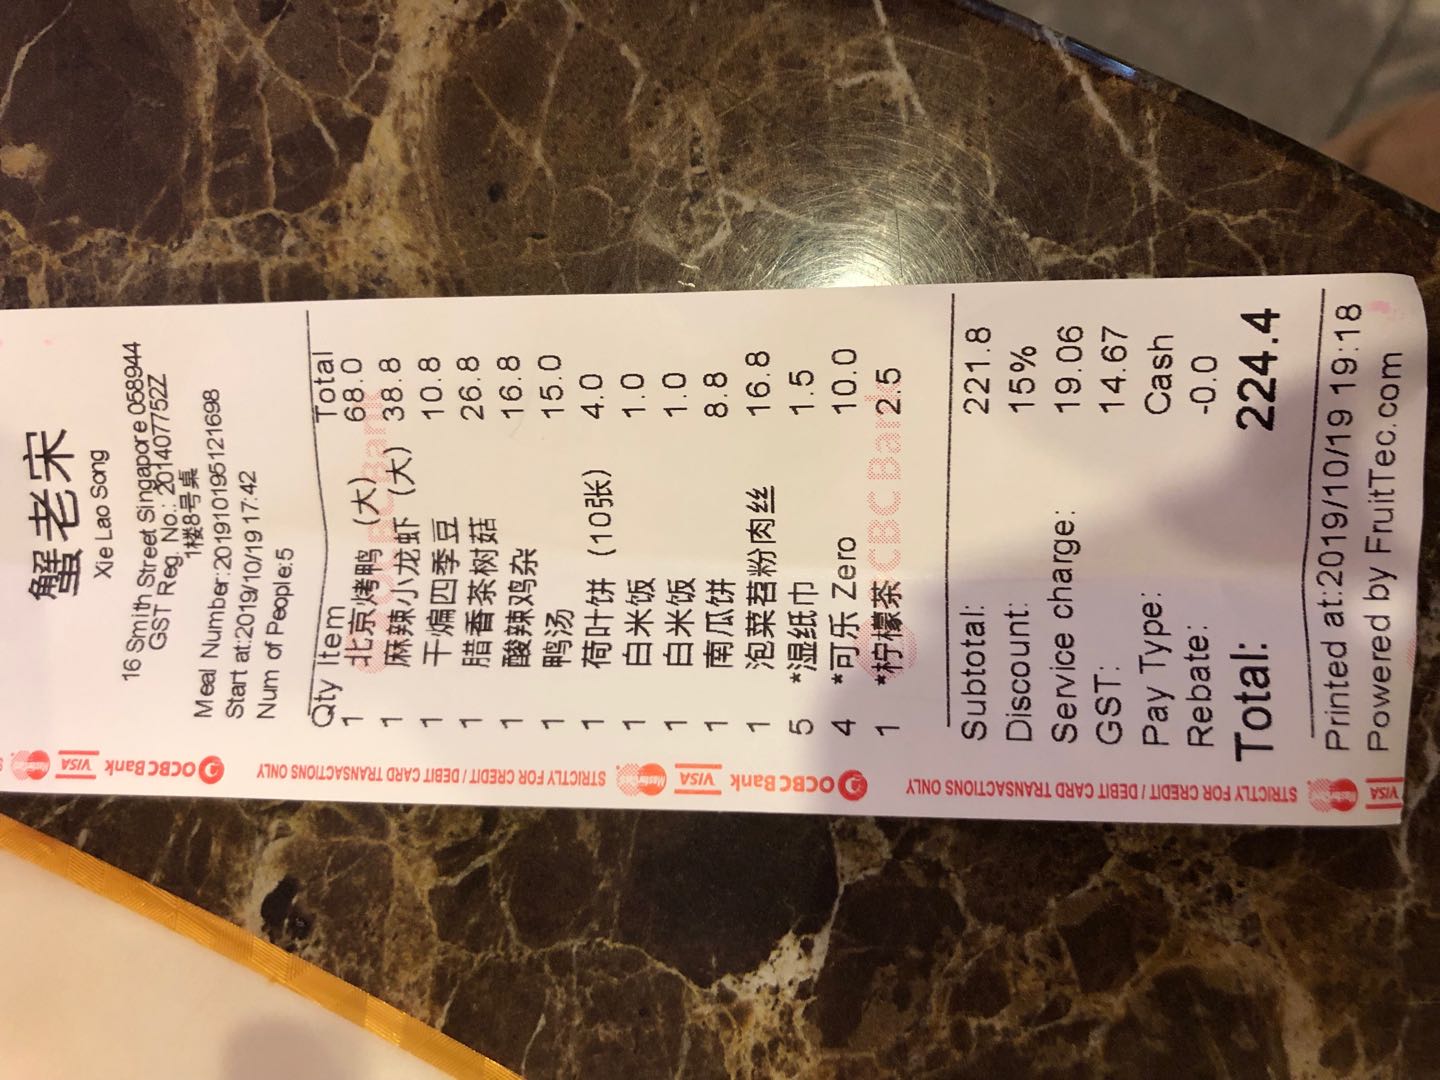 蟹老宋
Xie Lao Song
16 Smith Street Singapore 058944
GST Reg. No.: 201407752Z
1楼8号桌
Meal Number:201910195121698
Start at:2019/10/19 17:42
Num of People:5
Qty Item Total
1 北京烤鸭（大） 68.0
1 麻辣小龙虾（大） 38.8
1 干煸四季豆 10.8
1 腊香茶树菇 26.8
1 酸辣鸡杂 16.8
1 鸭汤 15.0
1 荷叶饼（10张） 4.0
1 白米饭 1.0
1 白米饭 1.0
1 南瓜饼 8.8
1 泡菜苕粉肉丝 16.8
5 *湿纸巾 1.5
4 *可乐 Zero 10.0
1 *柠檬茶 2.5
Subtotal: 221.8
Discount: 15%
Service charge: 19.06
GST: 14.67
Pay Type: Cash
Rebate: -0.0
Total: 224.4
Printed at:2019/10/19 19:18
Powered by FruitTec.com
OCBC Bank VISA MasterCard
STRICTLY FOR CREDIT / DEBIT CARD TRANSACTIONS ONLY
OCBC Bank VISA MasterCard
STRICTLY FOR CREDIT / DEBIT CARD TRANSACTIONS ONLY
VISA MasterCard
OCBC Bank
OCBC Bank